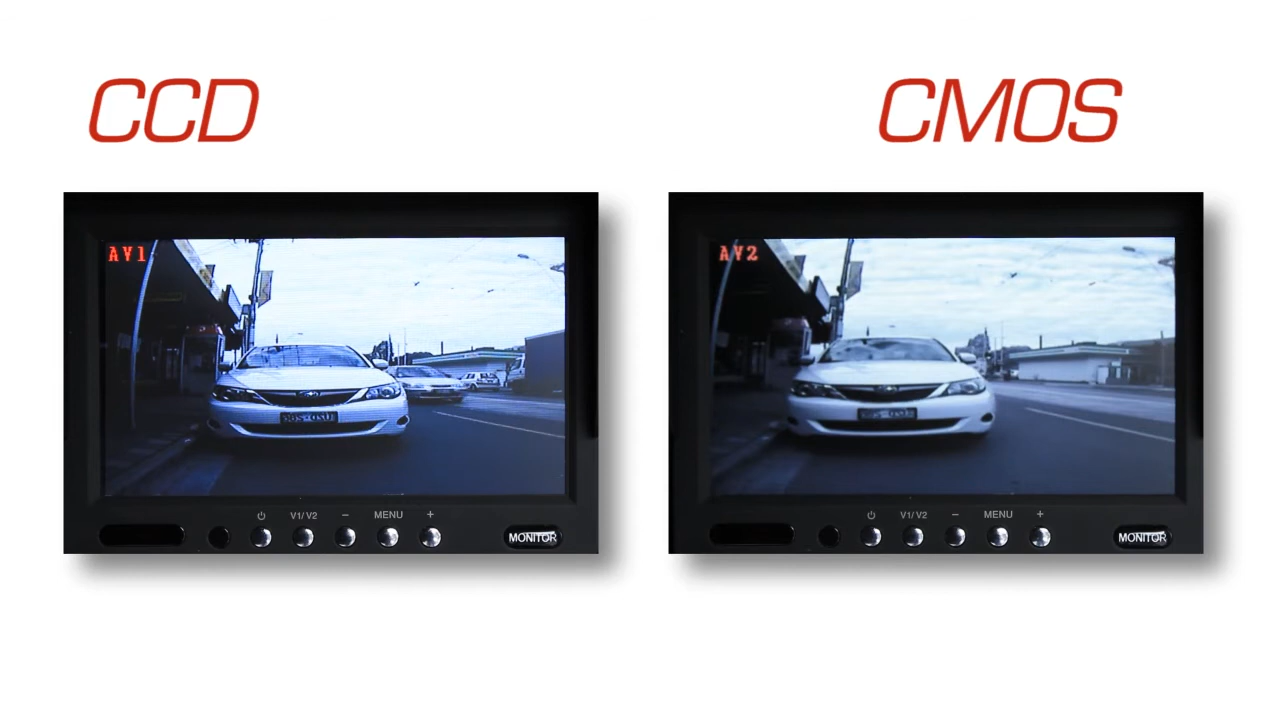 CCD
CMOS
AV1
AV2
V1/V2 − MENU +
MONITOR
V1/V2 − MENU +
MONITOR